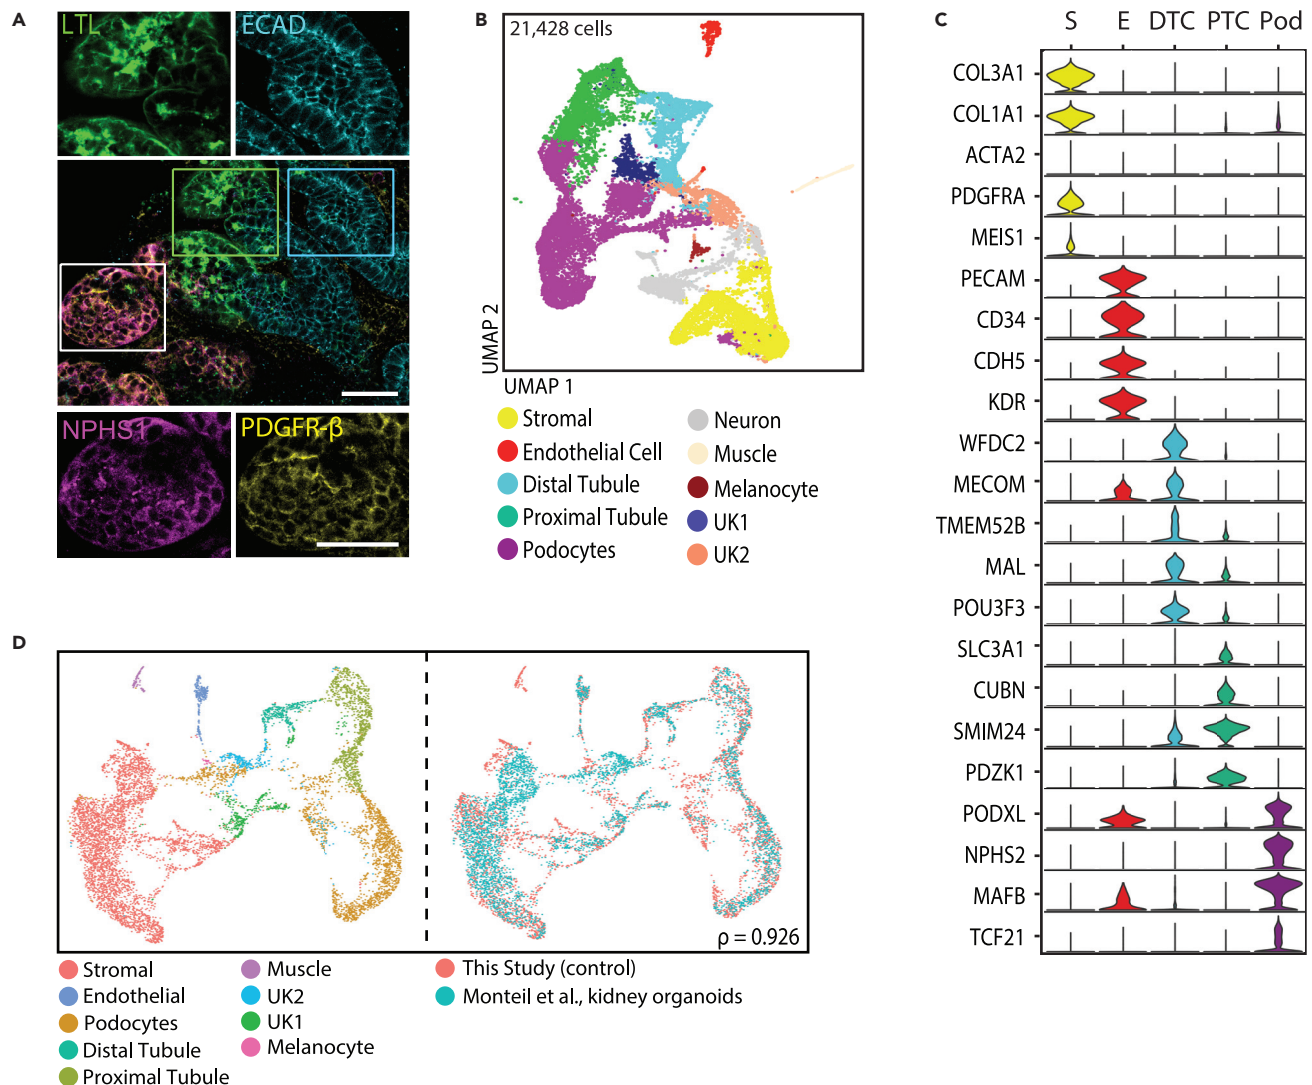 A
LTL
ECAD
NPHS1
PDGFR-β
B
21,428 cells
UMAP 2
UMAP 1
Stromal
Endothelial Cell
Distal Tubule
Proximal Tubule
Podocytes
Neuron
Muscle
Melanocyte
UK1
UK2
C
S E DTC PTC Pod
COL3A1
COL1A1
ACTA2
PDGFRA
MEIS1
PECAM
CD34
CDH5
KDR
WFDC2
MECOM
TMEM52B
MAL
POU3F3
SLC3A1
CUBN
SMIM24
PDZK1
PODXL
NPHS2
MAFB
TCF21
D
ρ = 0.926
Stromal
Endothelial
Podocytes
Distal Tubule
Proximal Tubule
Muscle
UK2
UK1
Melanocyte
This Study (control)
Monteil et al., kidney organoids